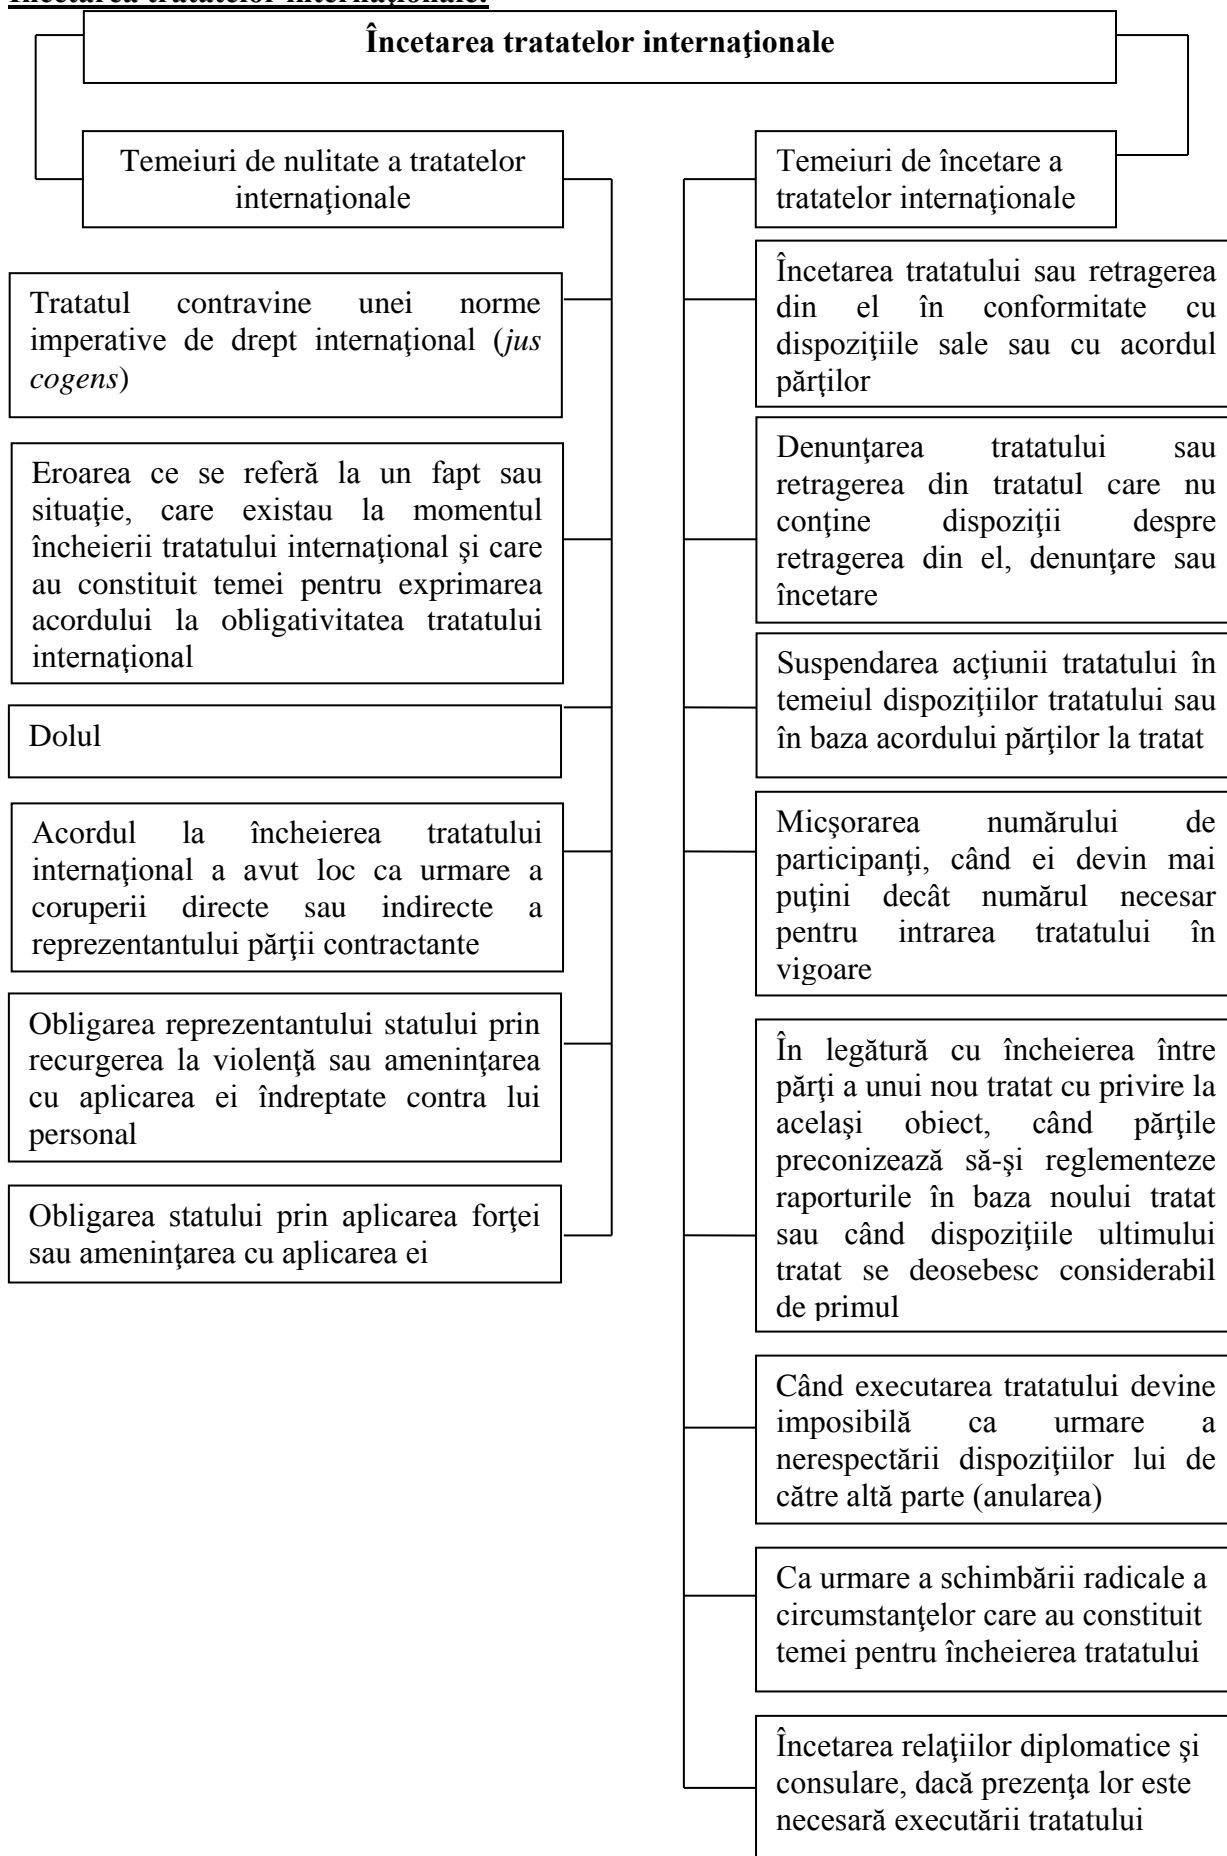 Încetarea tratatelor internaţionale.
Încetarea tratatelor internaţionale
Temeiuri de nulitate a tratatelor
internaţionale
Tratatul contravine unei norme
imperative de drept internaţional (jus
cogens)
Eroarea ce se referă la un fapt sau
situaţie, care existau la momentul
încheierii tratatului internaţional şi care
au constituit temei pentru exprimarea
acordului la obligativitatea tratatului
internaţional
Dolul
Acordul la încheierea tratatului
internaţional a avut loc ca urmare a
coruperii directe sau indirecte a
reprezentantului părţii contractante
Obligarea reprezentantului statului prin
recurgerea la violenţă sau ameninţarea
cu aplicarea ei îndreptate contra lui
personal
Obligarea statului prin aplicarea forţei
sau ameninţarea cu aplicarea ei
Temeiuri de încetare a
tratatelor internaţionale
Încetarea tratatului sau retragerea
din el în conformitate cu
dispoziţiile sale sau cu acordul
părţilor
Denunţarea tratatului sau
retragerea din tratatul care nu
conţine dispoziţii despre
retragerea din el, denunţare sau
încetare
Suspendarea acţiunii tratatului în
temeiul dispoziţiilor tratatului sau
în baza acordului părţilor la tratat
Micşorarea numărului de
participanţi, când ei devin mai
puţini decât numărul necesar
pentru intrarea tratatului în
vigoare
În legătură cu încheierea între
părţi a unui nou tratat cu privire la
acelaşi obiect, când părţile
preconizează să-şi reglementeze
raporturile în baza noului tratat
sau când dispoziţiile ultimului
tratat se deosebesc considerabil
de primul
Când executarea tratatului devine
imposibilă ca urmare a
nerespectării dispoziţiilor lui de
către altă parte (anularea)
Ca urmare a schimbării radicale a
circumstanţelor care au constituit
temei pentru încheierea tratatului
Încetarea relaţiilor diplomatice şi
consulare, dacă prezenţa lor este
necesară executării tratatului